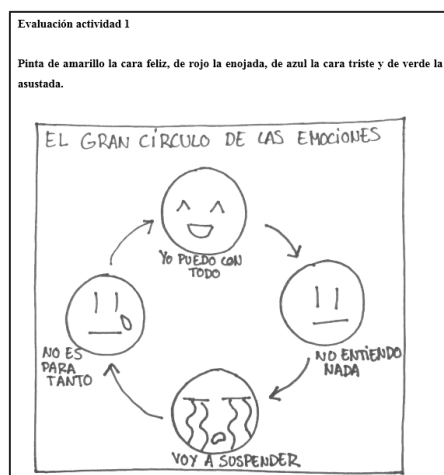 Evaluación actividad 1
Pinta de amarillo la cara feliz, de rojo la enojada, de azul la cara triste y de verde la
asustada.
EL GRAN CÍRCULO DE LAS EMOCIONES
YO PUEDO CON
TODO
NO ENTIENDO
NADA
VOY A SUSPENDER
NO ES
PARA
TANTO